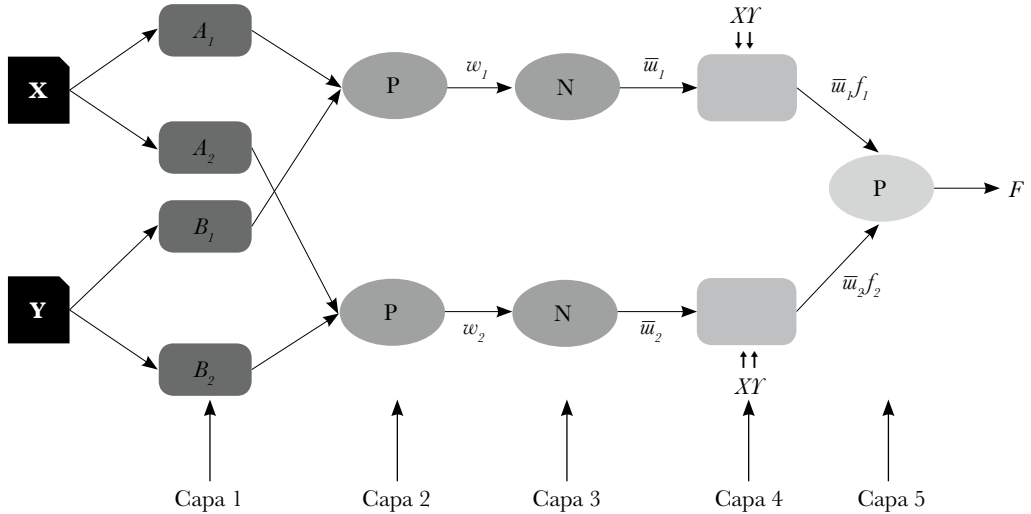 XY
A₁
X
P
w₁
N
w̅₁
w̅₁f₁
A₂
P
F
B₁
Y
P
w₂
N
w̅₂
w̅₂f₂
B₂
XY
Capa 1
Capa 2
Capa 3
Capa 4
Capa 5